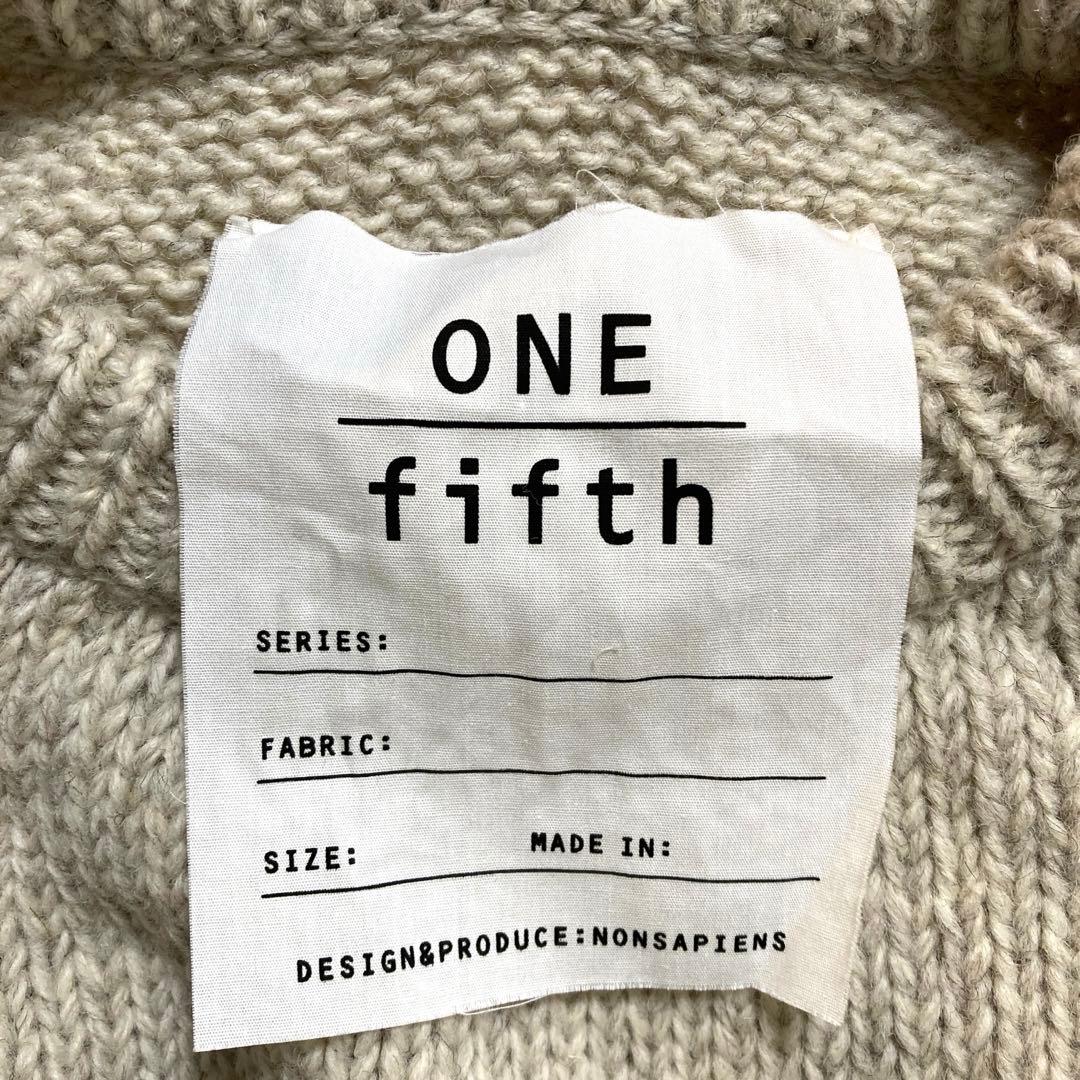 ONE
fifth
SERIES:
FABRIC:
SIZE: MADE IN:
DESIGN&PRODUCE:NONSAPIENS